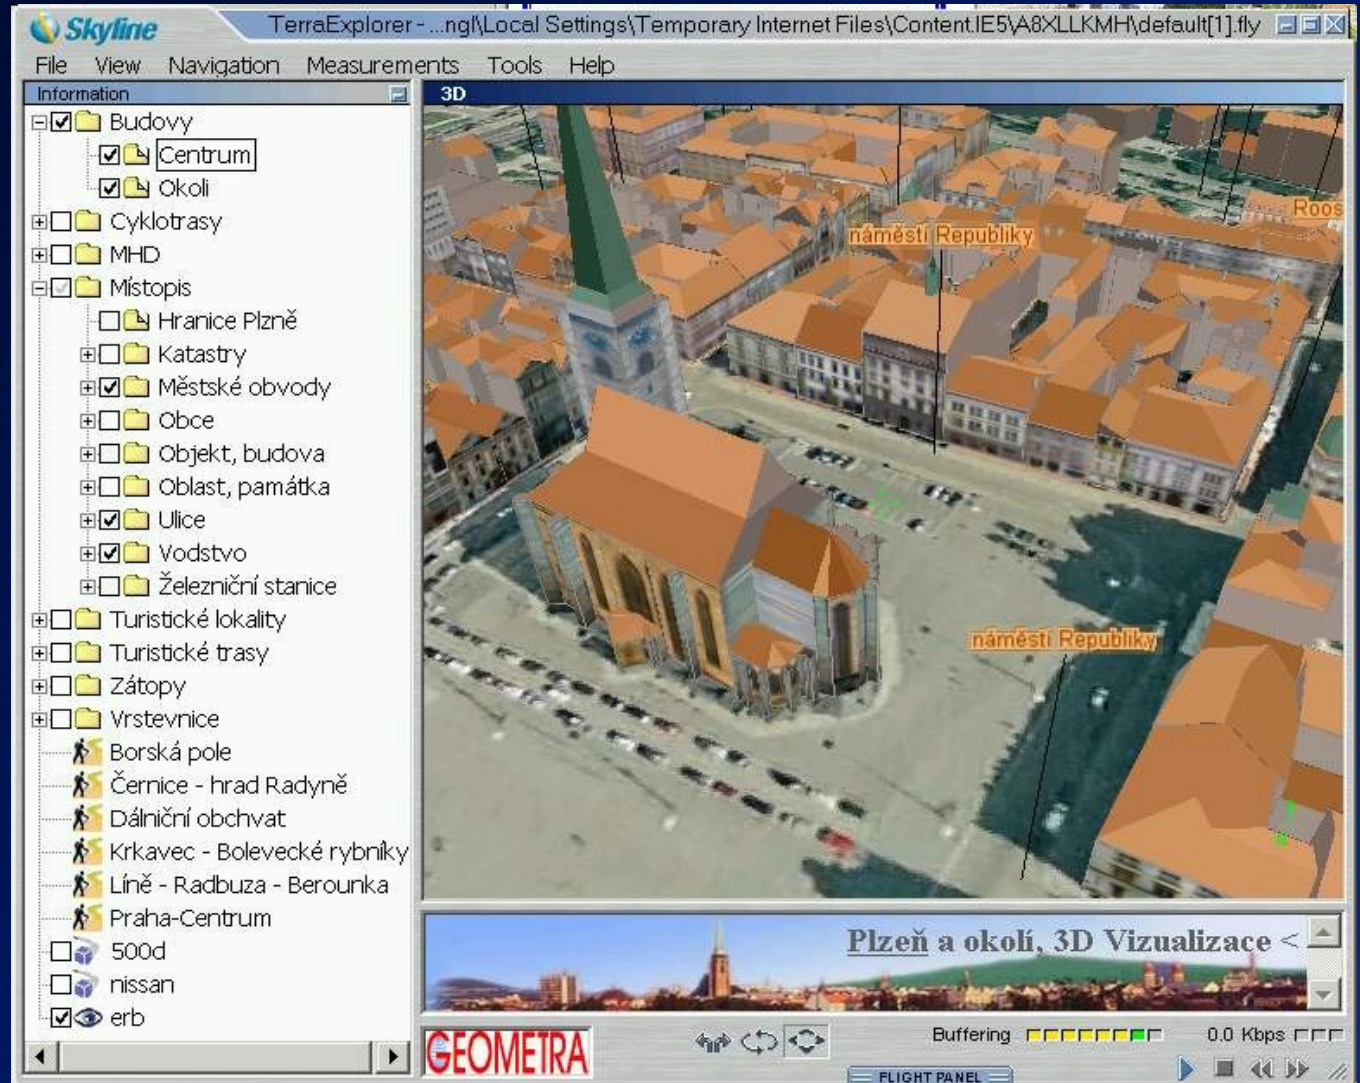 Skyline
TerraExplorer - ...ngl\Local Settings\Temporary Internet Files\Content.IE5\A8XLLKMH\default[1].fly
File View Navigation Measurements Tools Help
Information
Budovy
Centrum
Okoli
Cyklotrasy
MHD
Místopis
Hranice Plzně
Katastry
Městské obvody
Obce
Objekt, budova
Oblast, památka
Ulice
Vodstvo
Železniční stanice
Turistické lokality
Turistické trasy
Zátopy
Vrstevnice
Borská pole
Černice - hrad Radyně
Dálniční obchvat
Krkavec - Bolevecké rybníky
Líně - Radbuza - Berounka
Praha-Centrum
500d
nissan
erb
3D
Roos
náměstí Republiky
náměstí Republiky
Plzeň a okolí, 3D Vizualizace <
GEOMETRA
Buffering 0.0 Kbps
FLIGHT PANEL